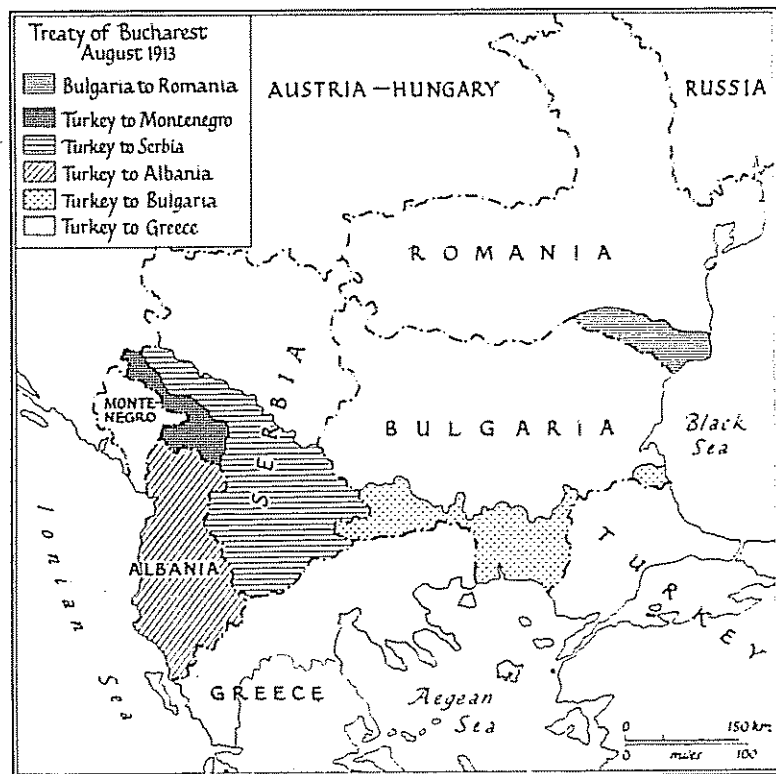 Treaty of Bucharest
August 1913
Bulgaria to Romania
Turkey to Montenegro
Turkey to Serbia
Turkey to Albania
Turkey to Bulgaria
Turkey to Greece
AUSTRIA—HUNGARY
RUSSIA
ROMANIA
SERBIA
MONTE-
NEGRO
BULGARIA
Black
Sea
Ionian Sea
ALBANIA
TURKEY
GREECE
Aegean
Sea
0 150 km
0 miles 100